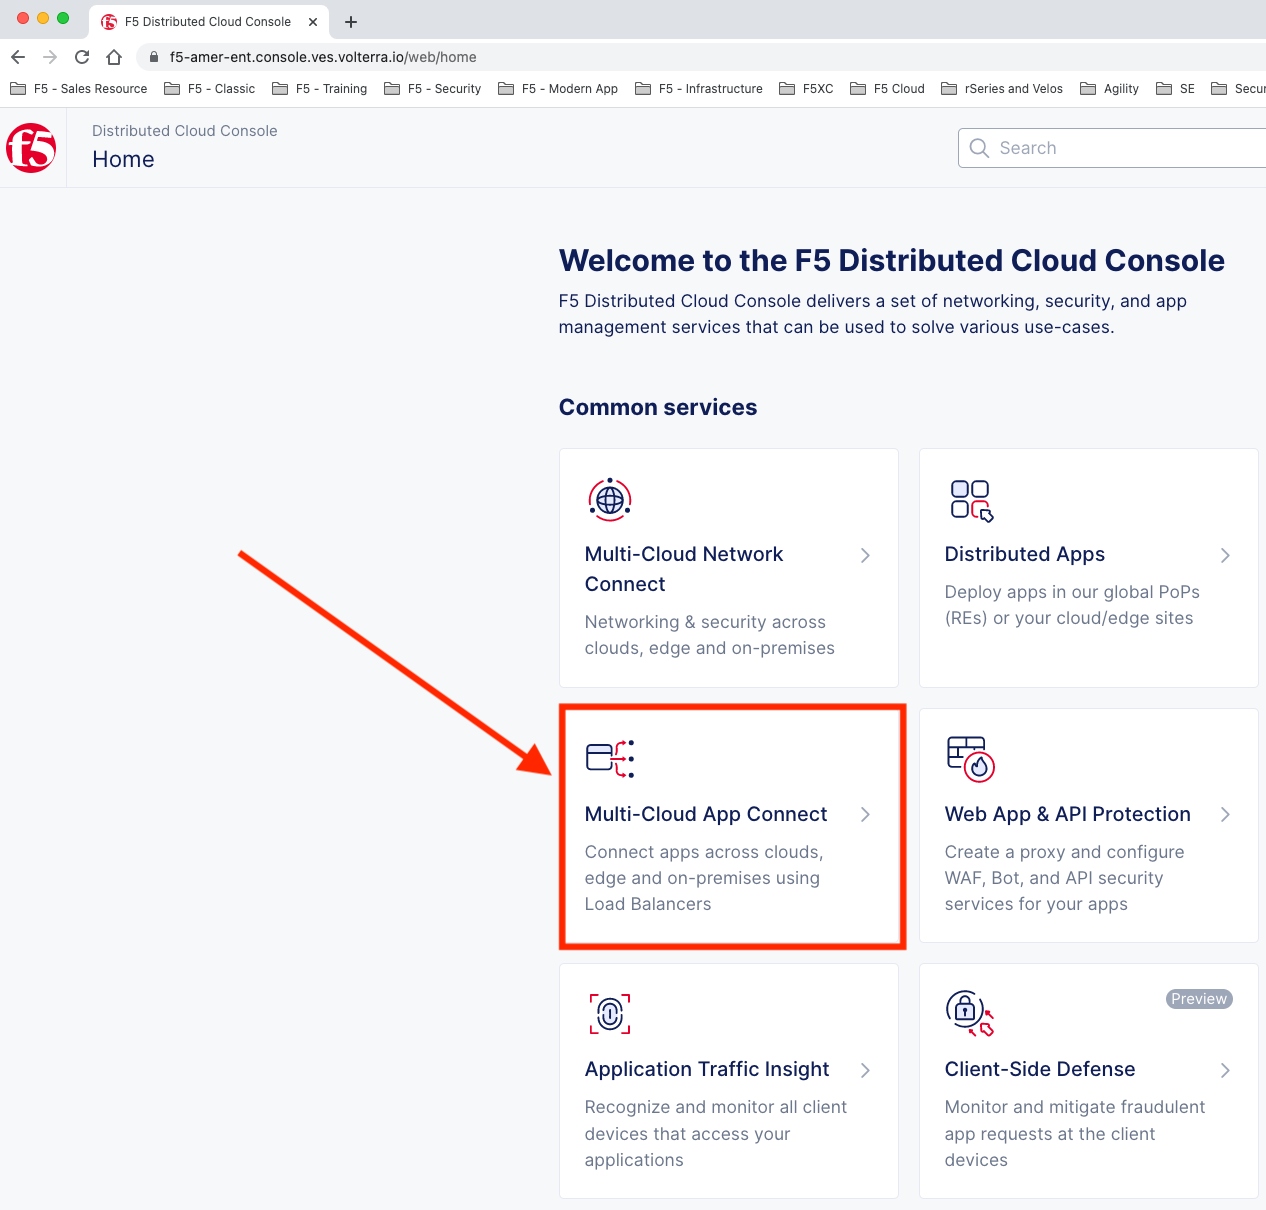 F5 Distributed Cloud Console
f5-amer-ent.console.ves.volterra.io/web/home
F5 - Sales Resource F5 - Classic F5 - Training F5 - Security F5 - Modern App F5 - Infrastructure F5XC F5 Cloud rSeries and Velos Agility SE Secur
f5
Distributed Cloud Console
Home
Search
Welcome to the F5 Distributed Cloud Console
F5 Distributed Cloud Console delivers a set of networking, security, and app
management services that can be used to solve various use-cases.
Common services
Multi-Cloud Network
Connect
Networking & security across
clouds, edge and on-premises
Distributed Apps
Deploy apps in our global PoPs
(REs) or your cloud/edge sites
Multi-Cloud App Connect
Connect apps across clouds,
edge and on-premises using
Load Balancers
Web App & API Protection
Create a proxy and configure
WAF, Bot, and API security
services for your apps
Application Traffic Insight
Recognize and monitor all client
devices that access your
applications
Preview
Client-Side Defense
Monitor and mitigate fraudulent
app requests at the client
devices